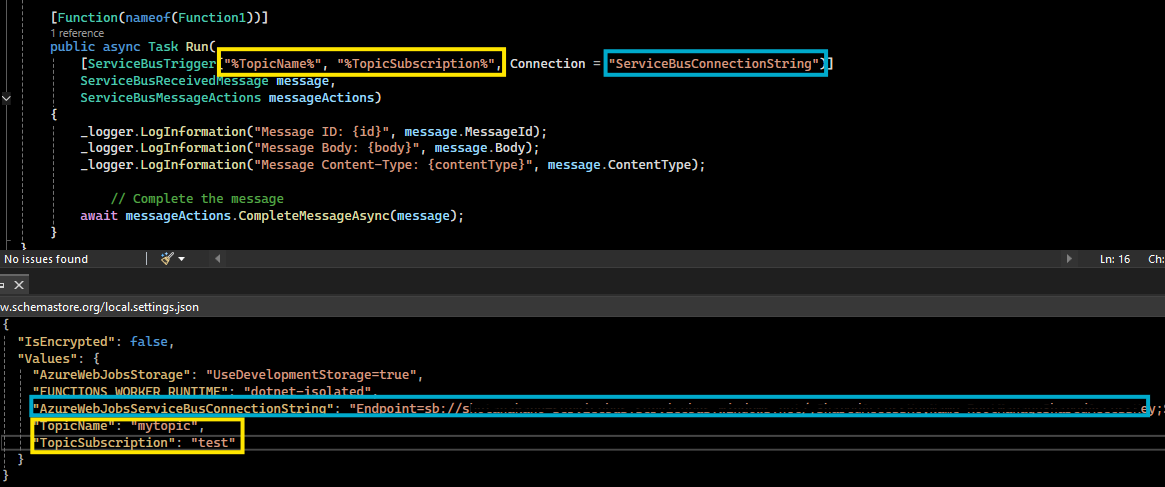 [Function(nameof(Function1))]
1 reference
public async Task Run(
[ServiceBusTrigger("%TopicName%", "%TopicSubscription%", Connection = "ServiceBusConnectionString")]
ServiceBusReceivedMessage message,
ServiceBusMessageActions messageActions)
{
_logger.LogInformation("Message ID: {id}", message.MessageId);
_logger.LogInformation("Message Body: {body}", message.Body);
_logger.LogInformation("Message Content-Type: {contentType}", message.ContentType);
// Complete the message
await messageActions.CompleteMessageAsync(message);
}
}
No issues found
Ln: 16 Ch:
w.schemastore.org/local.settings.json
{
"IsEncrypted": false,
"Values": {
"AzureWebJobsStorage": "UseDevelopmentStorage=true",
"FUNCTIONS_WORKER_RUNTIME": "dotnet-isolated",
"AzureWebJobsServiceBusConnectionString": "Endpoint=sb://s ey;
"TopicName": "mytopic",
"TopicSubscription": "test"
}
}